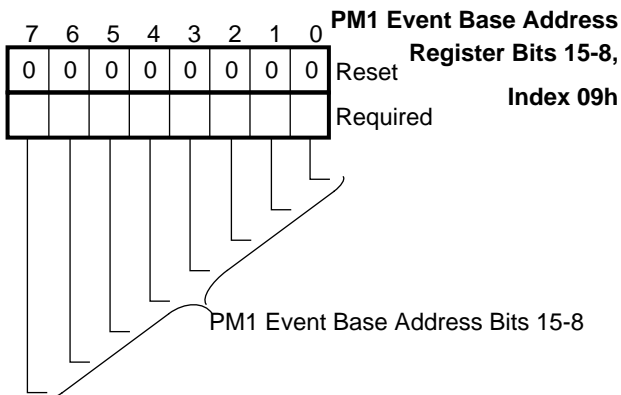 PM1 Event Base Address
Register Bits 15-8,
Index 09h
7 6 5 4 3 2 1 0
0 0 0 0 0 0 0 0 Reset
Required
PM1 Event Base Address Bits 15-8